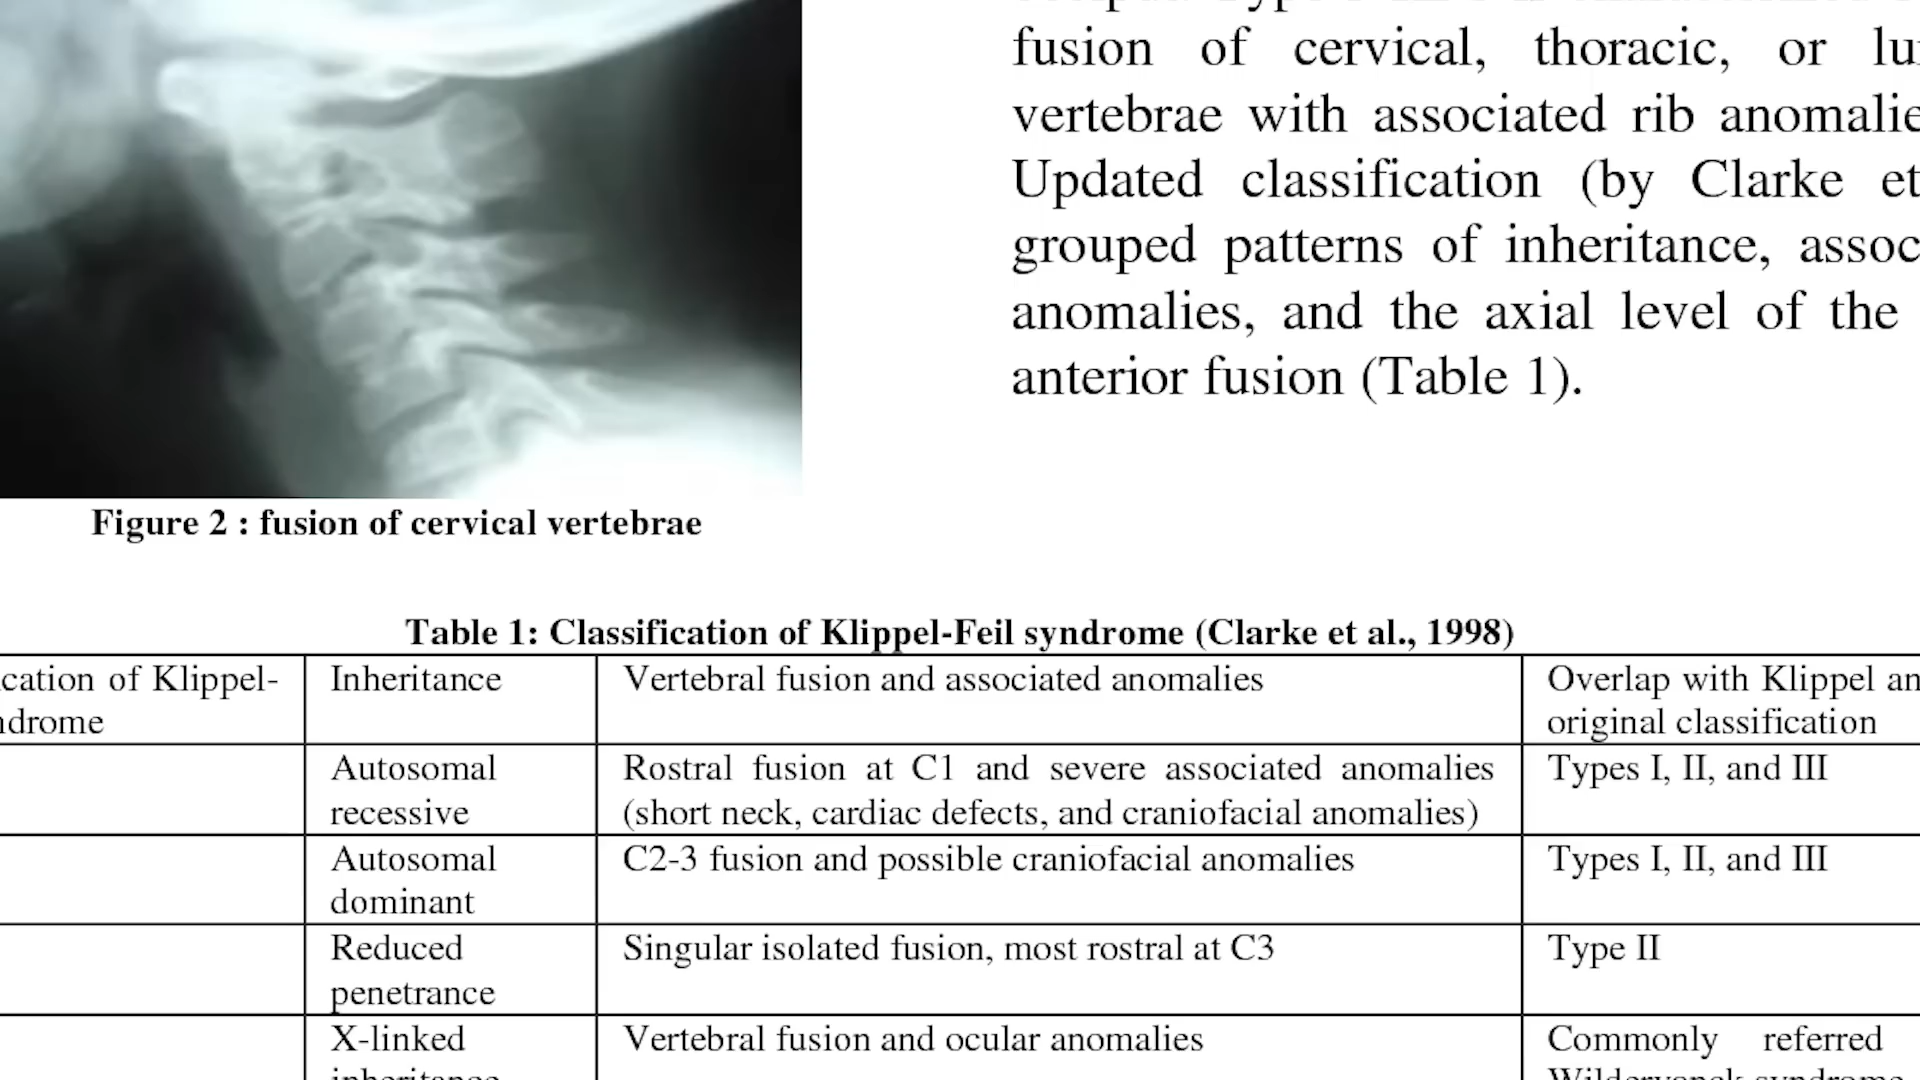 fusion of cervical, thoracic, or
vertebrae with associated rib
Updated classification (by Clarke et
grouped patterns of inheritance,
anomalies, and the axial level of the
anterior fusion (Table 1).
Figure 2 : fusion of cervical vertebrae
Table 1: Classification of Klippel-Feil syndrome (Clarke et al., 1998)
of Klippel-
Inheritance
Vertebral fusion and associated anomalies
Overlap with Klippel
original classification
Autosomal
recessive
Rostral fusion at C1 and severe associated anomalies
(short neck, cardiac defects, and craniofacial anomalies)
Types I, II, and III
Autosomal
dominant
C2-3 fusion and possible craniofacial anomalies
Types I, II, and III
Reduced
penetrance
Singular isolated fusion, most rostral at C3
Type II
X-linked
Vertebral fusion and ocular anomalies
Commonly referred